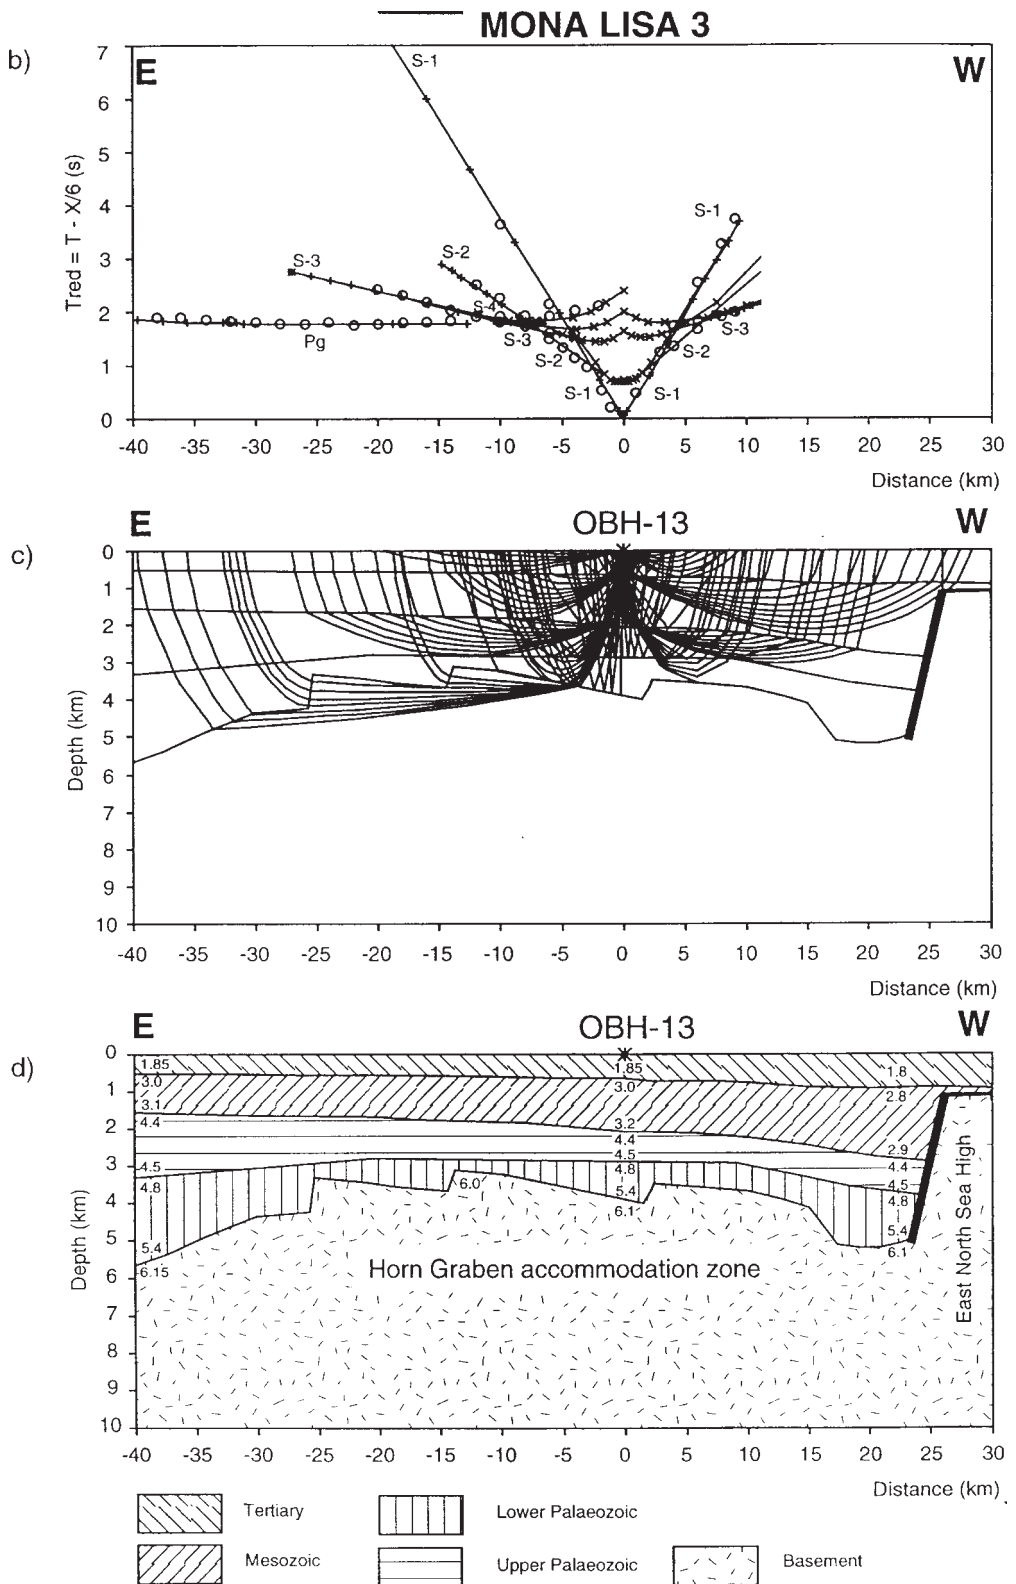 MONA LISA 3
b)
E
W
Tred = T - X/6 (s)
7
6
5
4
3
2
1
0
S-1
S-1
S-2
S-3
S-4
S-3
S-2
S-1
S-1
S-2
S-3
Pg
-40 -35 -30 -25 -20 -15 -10 -5 0 5 10 15 20 25 30
Distance (km)
c)
E
OBH-13
W
Depth (km)
0
1
2
3
4
5
6
7
8
9
10
-40 -35 -30 -25 -20 -15 -10 -5 0 5 10 15 20 25 30
Distance (km)
d)
E
OBH-13
W
Depth (km)
0
1
2
3
4
5
6
7
8
9
10
1.85
3.0
3.1
4.4
4.5
4.8
5.4
6.15
6.0
1.85
3.0
3.2
4.4
4.5
4.8
5.4
6.1
1.8
2.8
2.9
4.4
4.5
4.8
5.4
6.1
Horn Graben accommodation zone
East North Sea High
-40 -35 -30 -25 -20 -15 -10 -5 0 5 10 15 20 25 30
Distance (km)
Tertiary
Lower Palaeozoic
Mesozoic
Upper Palaeozoic
Basement